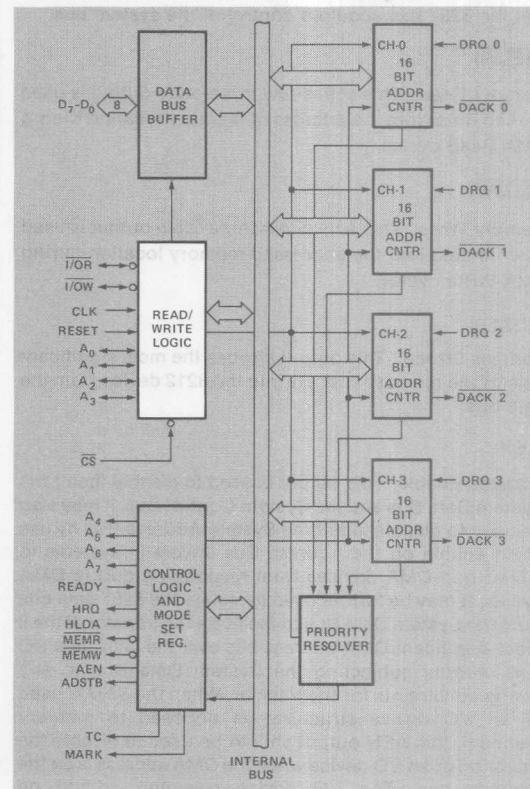 D₇-D₀
8
DATA
BUS
BUFFER
I/OR
I/OW
CLK
RESET
A₀
A₁
A₂
A₃
CS
READ/
WRITE
LOGIC
A₄
A₅
A₆
A₇
READY
HRQ
HLDA
MEMR
MEMW
AEN
ADSTB
TC
MARK
CONTROL
LOGIC
AND
MODE
SET
REG.
INTERNAL
BUS
CH-0
16
BIT
ADDR
CNTR
DRQ 0
DACK 0
CH-1
16
BIT
ADDR
CNTR
DRQ 1
DACK 1
CH-2
16
BIT
ADDR
CNTR
DRQ 2
DACK 2
CH-3
16
BIT
ADDR
CNTR
DRQ 3
DACK 3
PRIORITY
RESOLVER